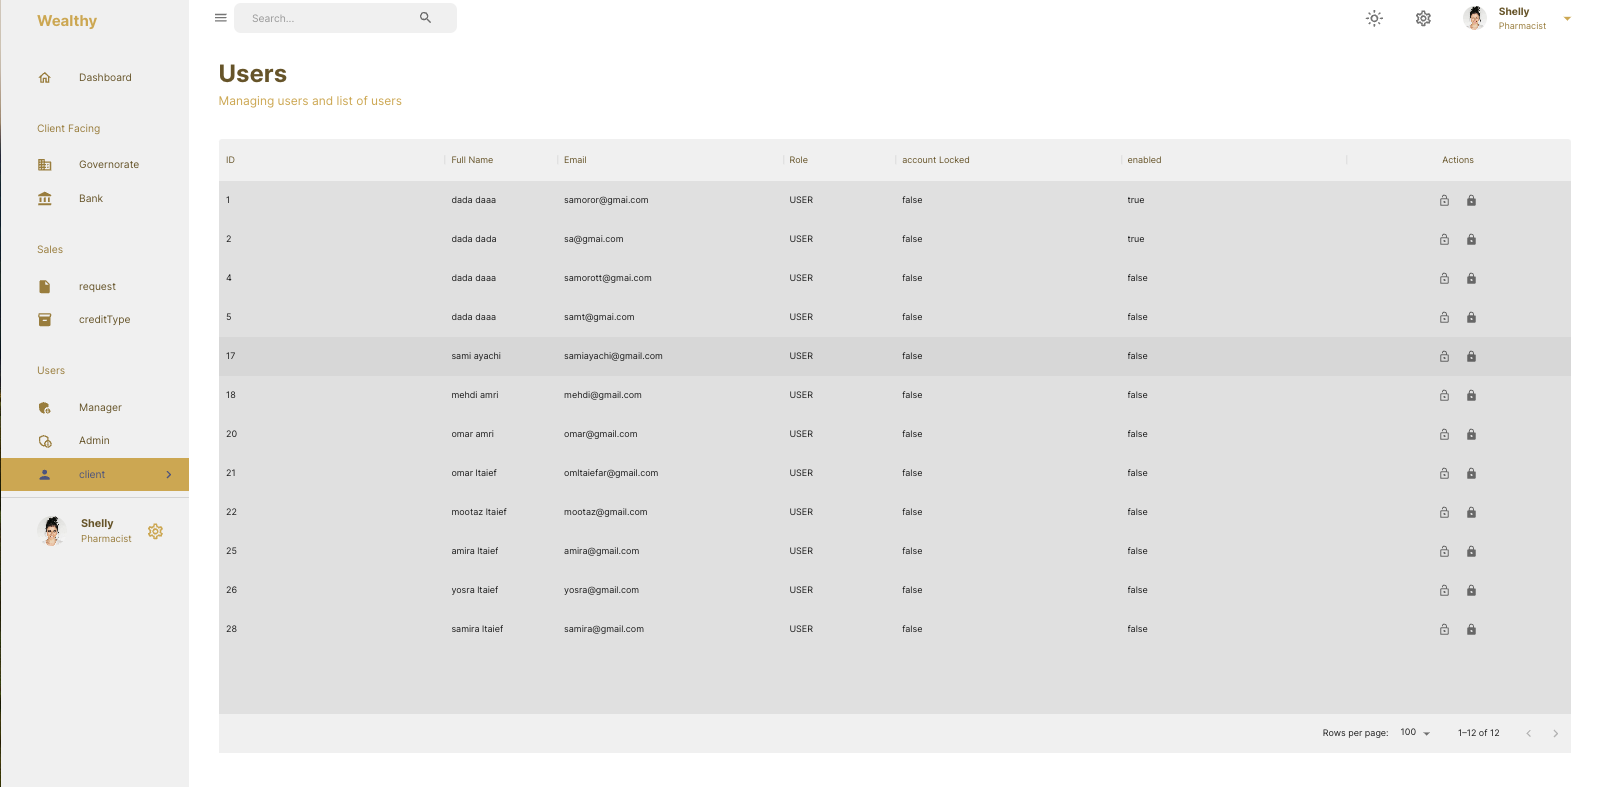 Wealthy
Search...
Shelly
Pharmacist
Dashboard
Client Facing
Governorate
Bank
Sales
request
creditType
Users
Manager
Admin
client
Shelly
Pharmacist
Users
Managing users and list of users
ID Full Name Email Role account Locked enabled Actions
1 dada daaa samoror@gmai.com USER false true
2 dada dada sa@gmai.com USER false true
4 dada daaa samorott@gmai.com USER false false
5 dada daaa samt@gmai.com USER false false
17 sami ayachi samiayachi@gmail.com USER false false
18 mehdi amri mehdi@gmail.com USER false false
20 omar amri omar@gmail.com USER false false
21 omar ltaief omltaiefar@gmail.com USER false false
22 mootaz ltaief mootaz@gmail.com USER false false
25 amira ltaief amira@gmail.com USER false false
26 yosra ltaief yosra@gmail.com USER false false
28 samira ltaief samira@gmail.com USER false false
Rows per page: 100 1–12 of 12